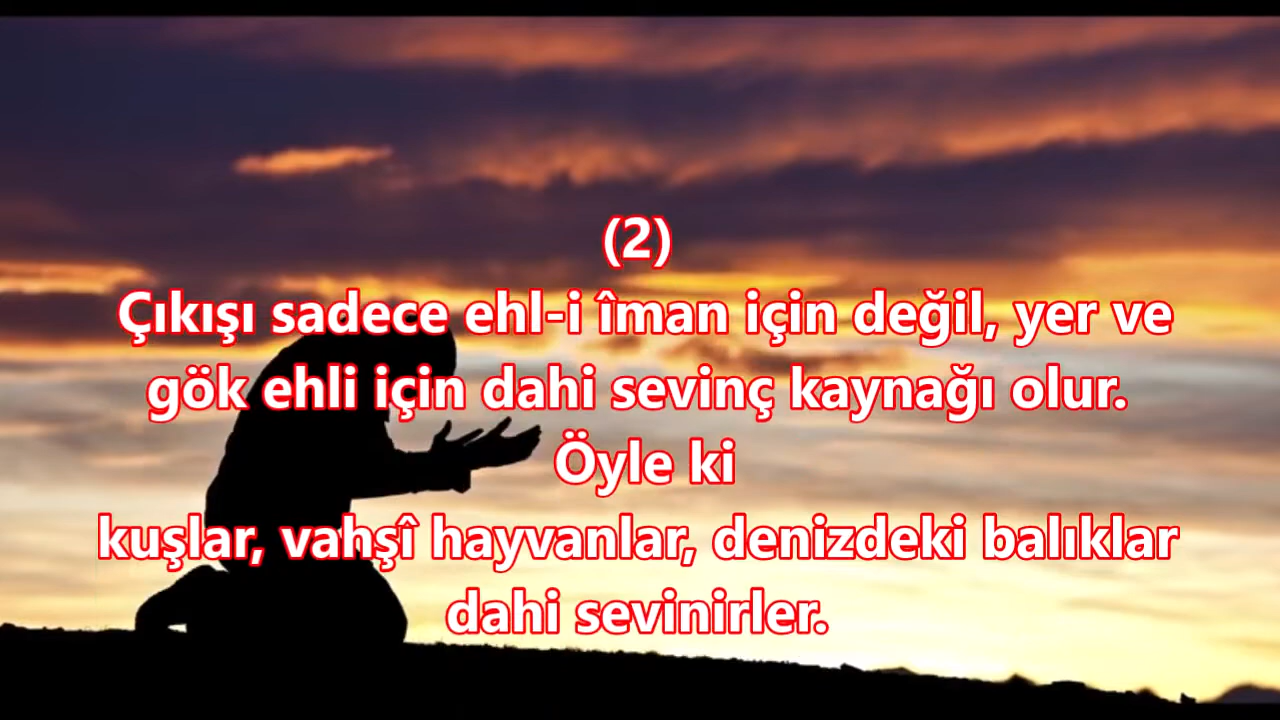 (2)
Çıkışı sadece ehl-i îman için değil, yer ve
gök ehli için dahi sevinç kaynağı olur.
Öyle ki
kuşlar, vahşî hayvanlar, denizdeki balıklar
dahi sevinirler.